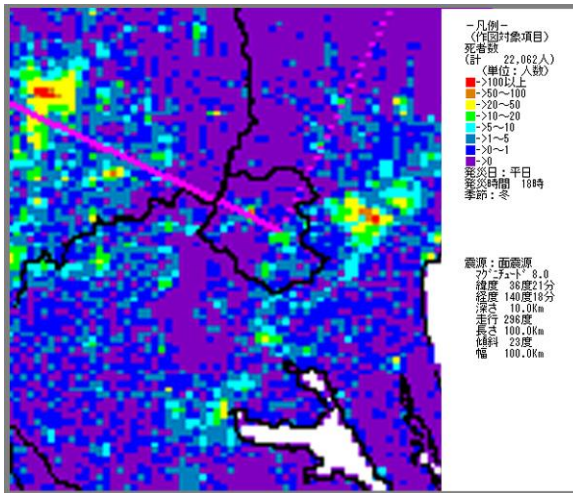 －凡例－
（作図対象項目）
死者数
(計　22,062人)
（単位：人数）
->100以上
->50～100
->20～50
->10～20
->5～10
->1～5
->0～1
->0
発災日：平日
発災時間　18時
季節：冬
震源：面震源
ﾏｸﾞﾆﾁｭｰﾄﾞ 8.0
緯度　36度21分
経度　140度18分
深さ　10.0Km
走行　296度
長さ　100.0Km
傾斜　23度
幅　100.0Km